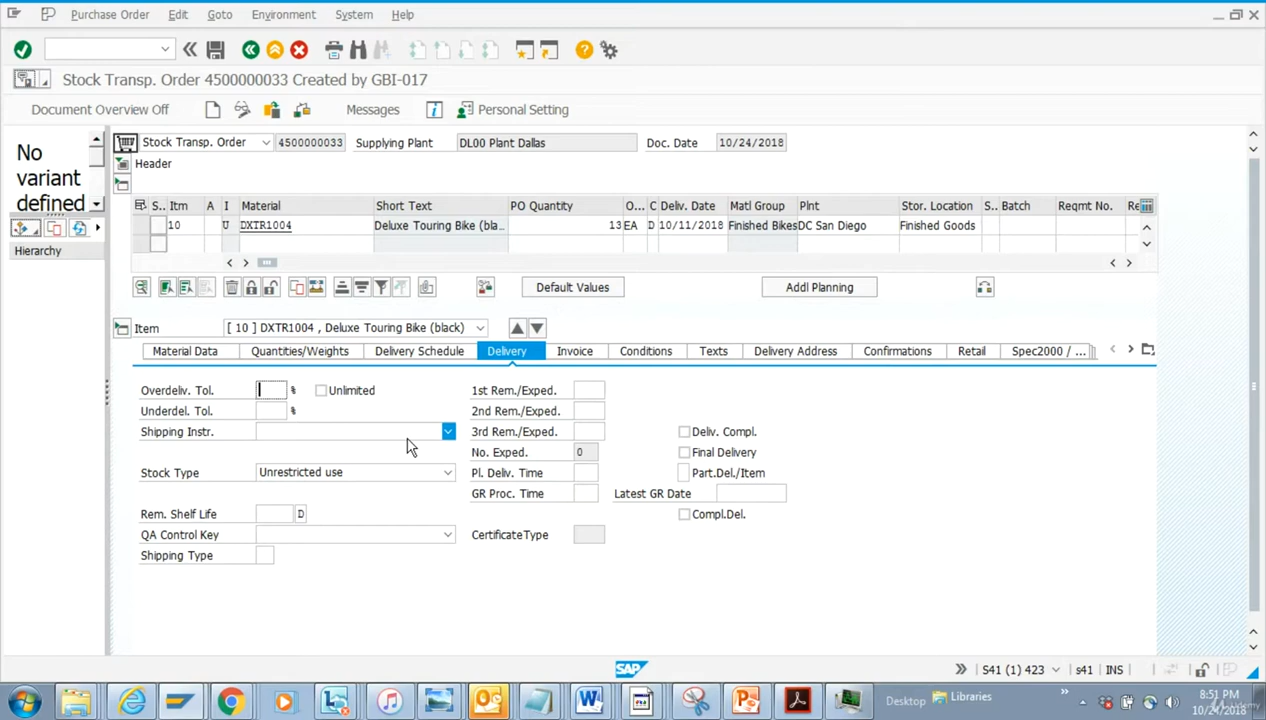 Purchase Order Edit Goto Environment System Help
Stock Transp. Order 4500000033 Created by GBI-017
Document Overview Off Messages Personal Setting
No variant defined
Hierarchy
Stock Transp. Order 4500000033 Supplying Plant DL00 Plant Dallas Doc. Date 10/24/2018
Header
S.. Itm A I Material Short Text PO Quantity O... C Deliv. Date Matl Group Plnt Stor. Location S.. Batch Reqmt No. Re
10 U DXTR1004 Deluxe Touring Bike (bla.. 13 EA D 10/11/2018 Finished Bikes DC San Diego Finished Goods
Default Values Addl Planning
Item [ 10 ] DXTR1004 , Deluxe Touring Bike (black)
Material Data Quantities/Weights Delivery Schedule Delivery Invoice Conditions Texts Delivery Address Confirmations Retail Spec2000 / ...
Overdeliv. Tol. % Unlimited 1st Rem./Exped.
Underdel. Tol. % 2nd Rem./Exped.
Shipping Instr. 3rd Rem./Exped. Deliv. Compl.
No. Exped. 0 Final Delivery
Stock Type Unrestricted use Pl. Deliv. Time Part.Del./Item
GR Proc. Time Latest GR Date
Rem. Shelf Life D Compl.Del.
QA Control Key Certificate Type
Shipping Type
SAP S41 (1) 423 s41 INS
Desktop Libraries 8:51 PM
10/24/2018
Udemy